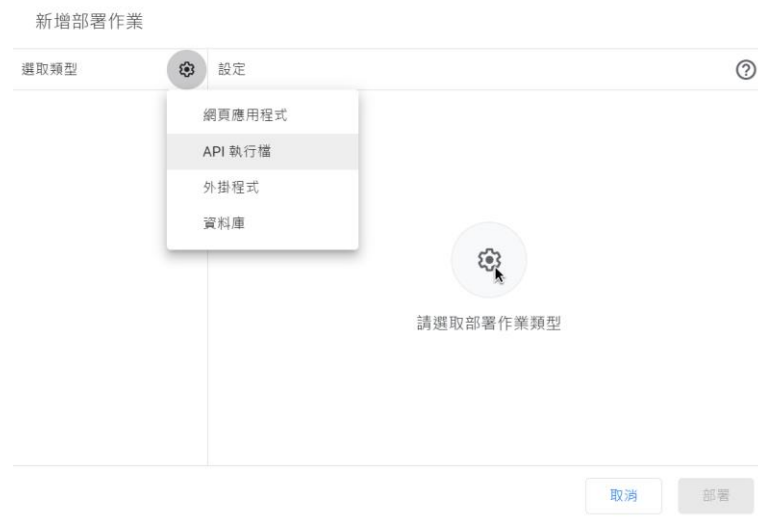 新增部署作業
選取類型
設定
網頁應用程式
API 執行檔
外掛程式
資料庫
請選取部署作業類型
取消
部署